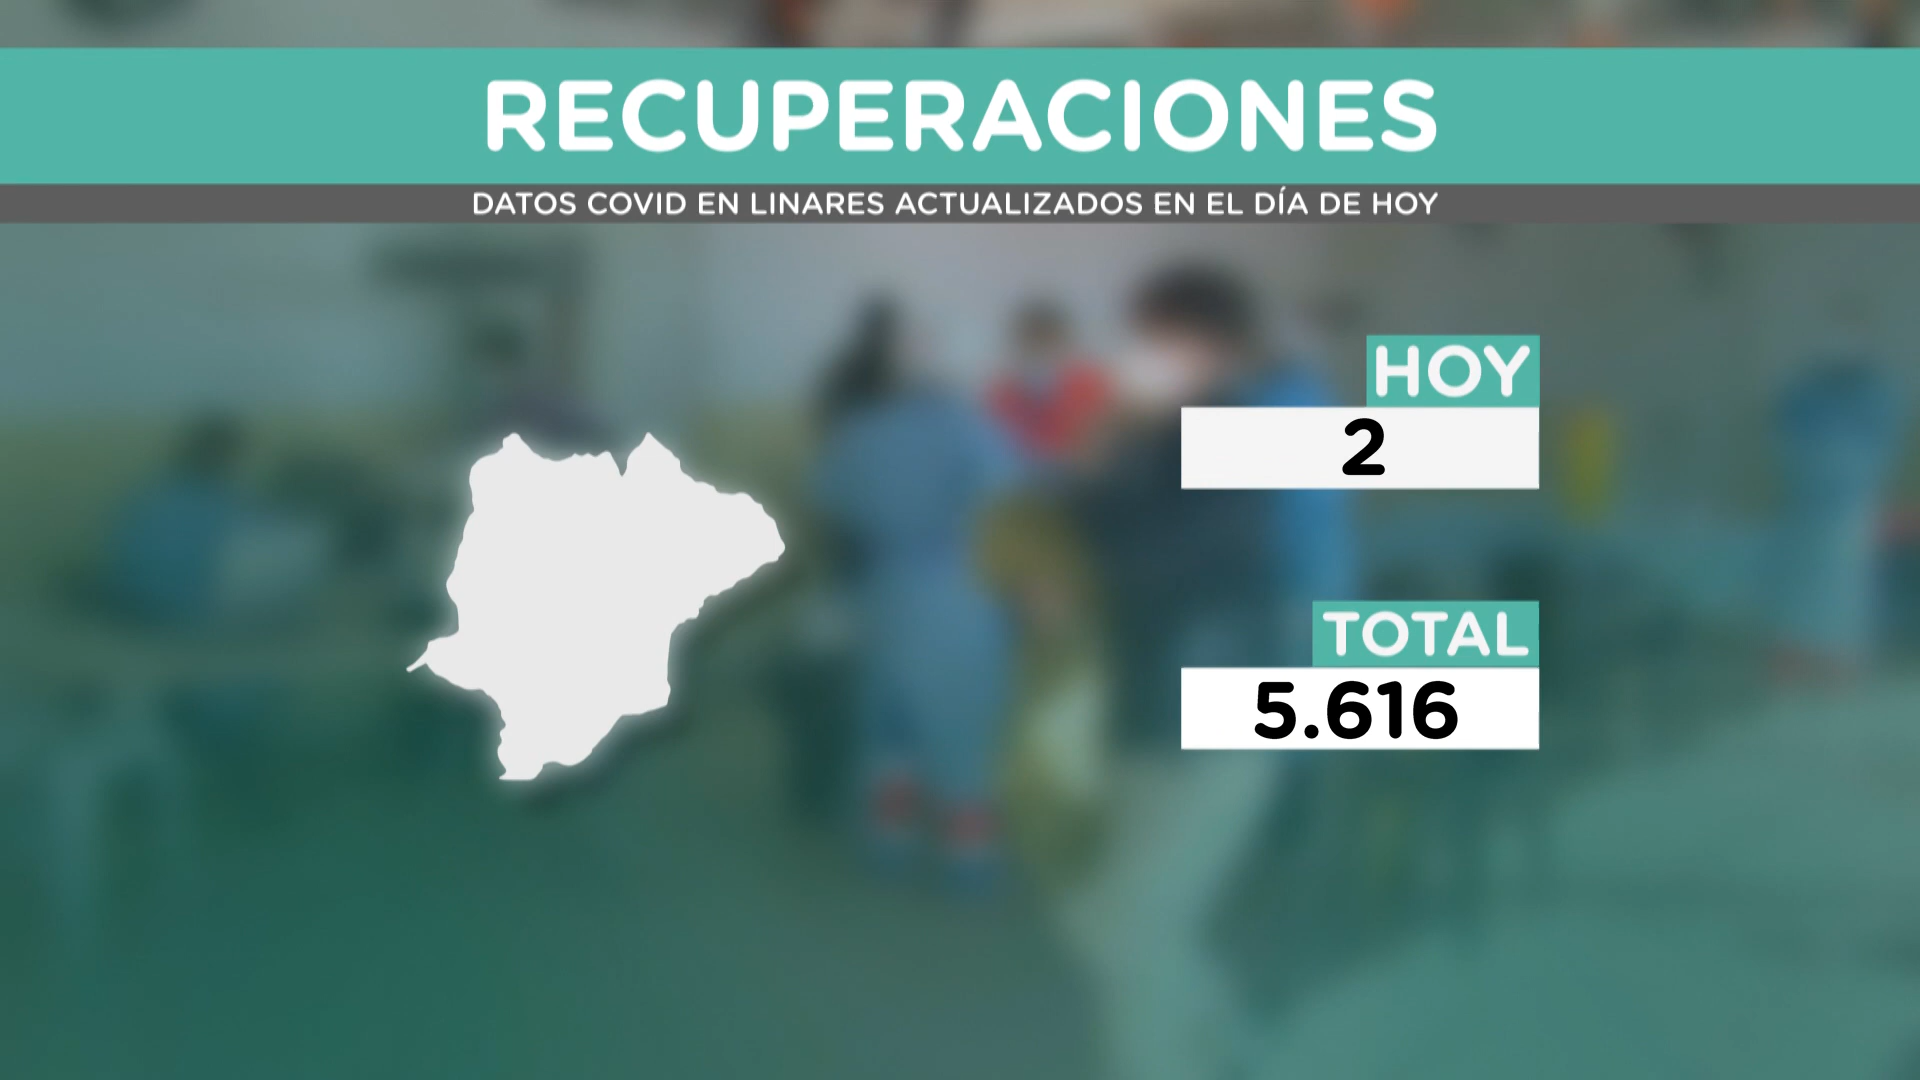 RECUPERACIONES
DATOS COVID EN LINARES ACTUALIZADOS EN EL DÍA DE HOY
HOY
2
TOTAL
5.616